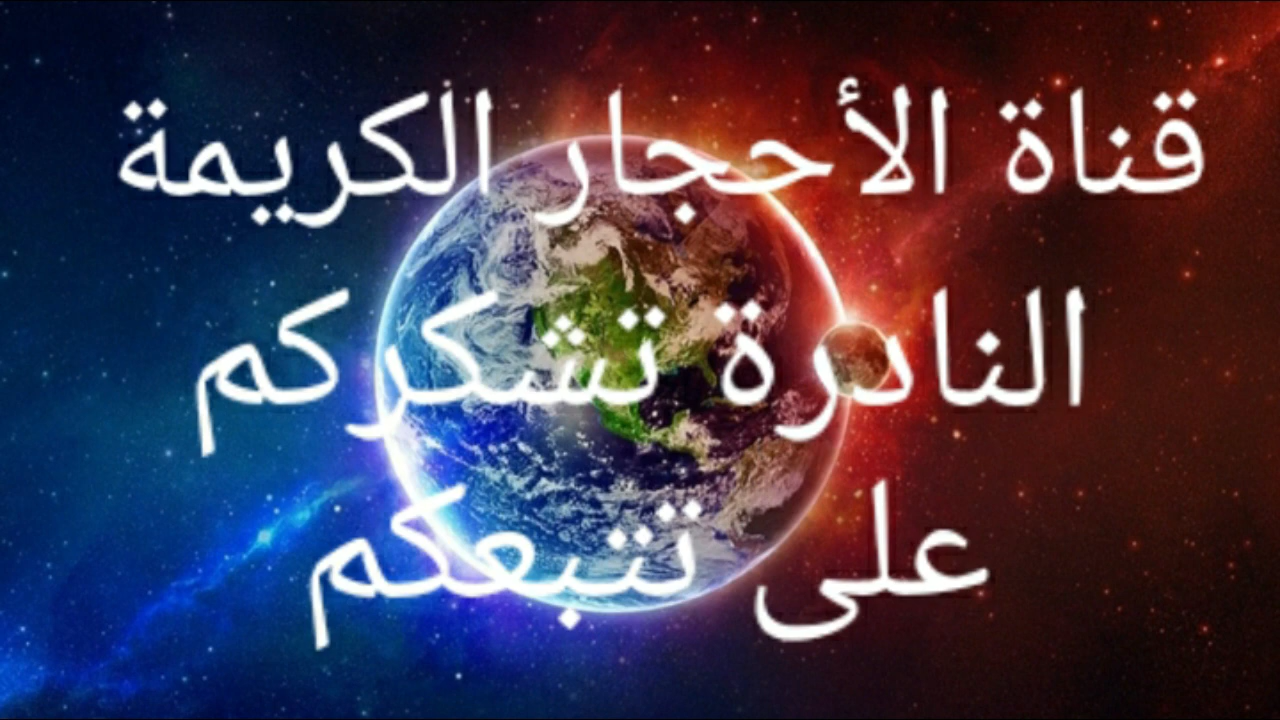 قناة الأحجار الكريمة
النادرة تشكركم
على تتبعكم